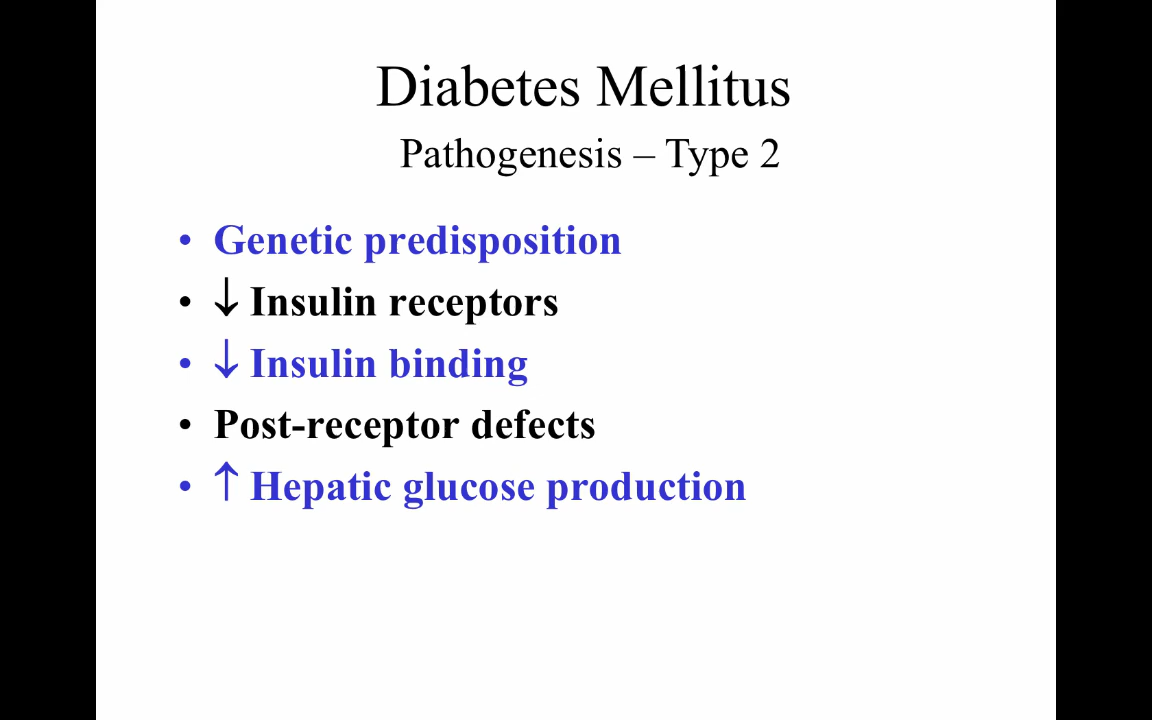 Diabetes Mellitus
Pathogenesis – Type 2
• Genetic predisposition
• ↓ Insulin receptors
• ↓ Insulin binding
• Post-receptor defects
• ↑ Hepatic glucose production